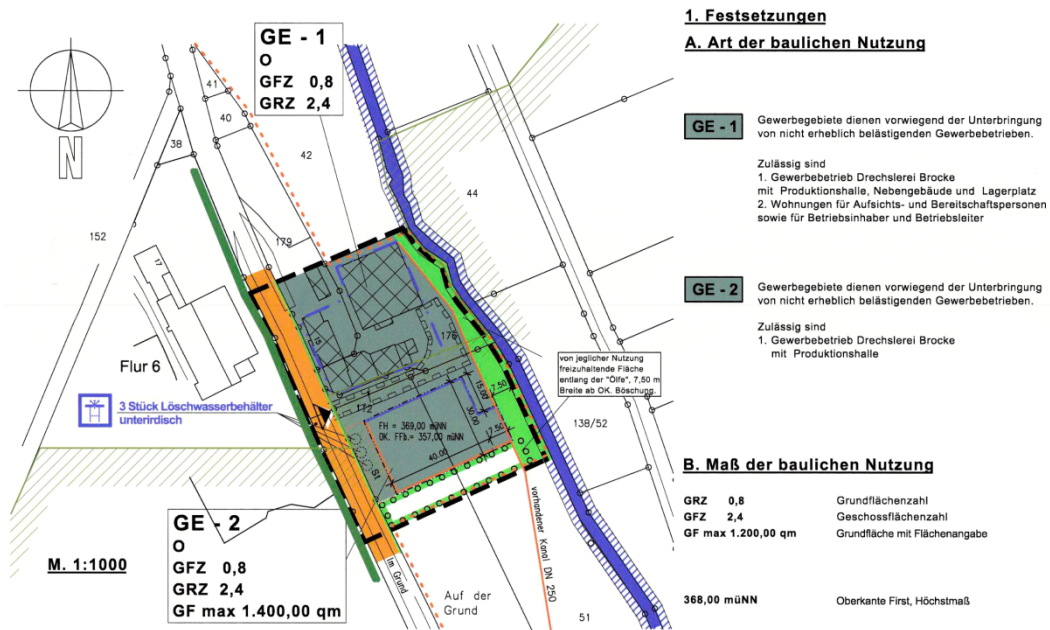 GE - 1
O
GFZ 0,8
GRZ 2,4
N
41
40
38
42
44
152
179
17
15
Flur 6
176
172
3 Stück Löschwasserbehälter
unterirdisch
von jeglicher Nutzung
freizuhaltende Fläche
entlang der "Ölfe", 7,50 m
Breite ab OK. Böschung.
7.50
15.00
30.00
7.50
40.00
FH = 369,00 müNN
OK. FFb.= 357,00 müNN
St
138/52
vorhandener Kanal DN 250
Im Grund
Auf der
Grund
51
M. 1:1000
GE - 2
O
GFZ 0,8
GRZ 2,4
GF max 1.400,00 qm
1. Festsetzungen
A. Art der baulichen Nutzung
GE - 1
Gewerbegebiete dienen vorwiegend der Unterbringung
von nicht erheblich belästigenden Gewerbebetrieben.
Zulässig sind
1. Gewerbebetrieb Drechslerei Brocke
mit Produktionshalle, Nebengebäude und Lagerplatz
2. Wohnungen für Aufsichts- und Bereitschaftspersonen
sowie für Betriebsinhaber und Betriebsleiter
GE - 2
Gewerbegebiete dienen vorwiegend der Unterbringung
von nicht erheblich belästigenden Gewerbebetrieben.
Zulässig sind
1. Gewerbebetrieb Drechslerei Brocke
mit Produktionshalle
B. Maß der baulichen Nutzung
GRZ 0,8 Grundflächenzahl
GFZ 2,4 Geschossflächenzahl
GF max 1.200,00 qm Grundfläche mit Flächenangabe
368,00 müNN Oberkante First, Höchstmaß